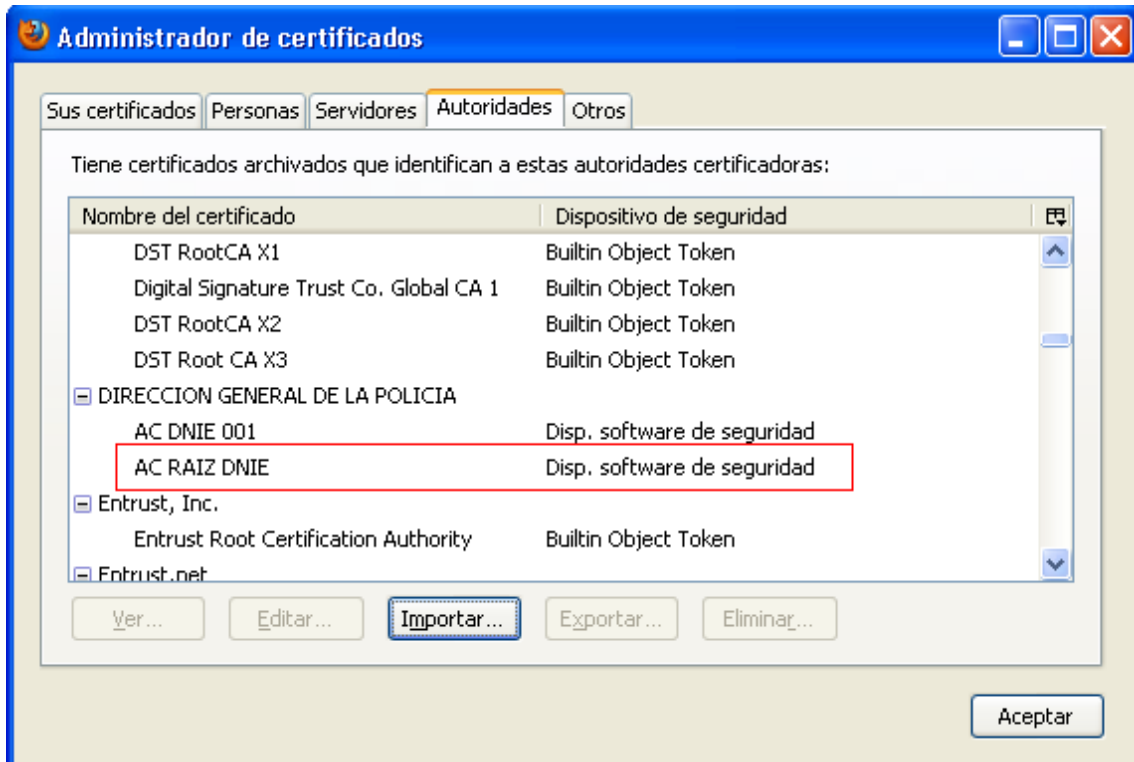 Administrador de certificados
Sus certificados Personas Servidores Autoridades Otros
Tiene certificados archivados que identifican a estas autoridades certificadoras:
Nombre del certificado Dispositivo de seguridad
DST RootCA X1 Builtin Object Token
Digital Signature Trust Co. Global CA 1 Builtin Object Token
DST RootCA X2 Builtin Object Token
DST Root CA X3 Builtin Object Token
DIRECCION GENERAL DE LA POLICIA
AC DNIE 001 Disp. software de seguridad
AC RAIZ DNIE Disp. software de seguridad
Entrust, Inc.
Entrust Root Certification Authority Builtin Object Token
Entrust.net
Ver... Editar... Importar... Exportar... Eliminar...
Aceptar